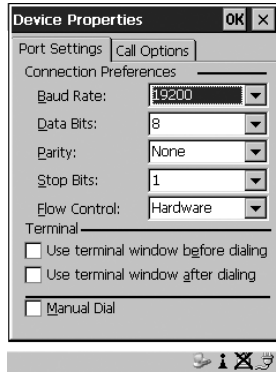 Device Properties OK ×
Port Settings Call Options
Connection Preferences
Baud Rate: 19200
Data Bits: 8
Parity: None
Stop Bits: 1
Flow Control: Hardware
Terminal
Use terminal window before dialing
Use terminal window after dialing
Manual Dial